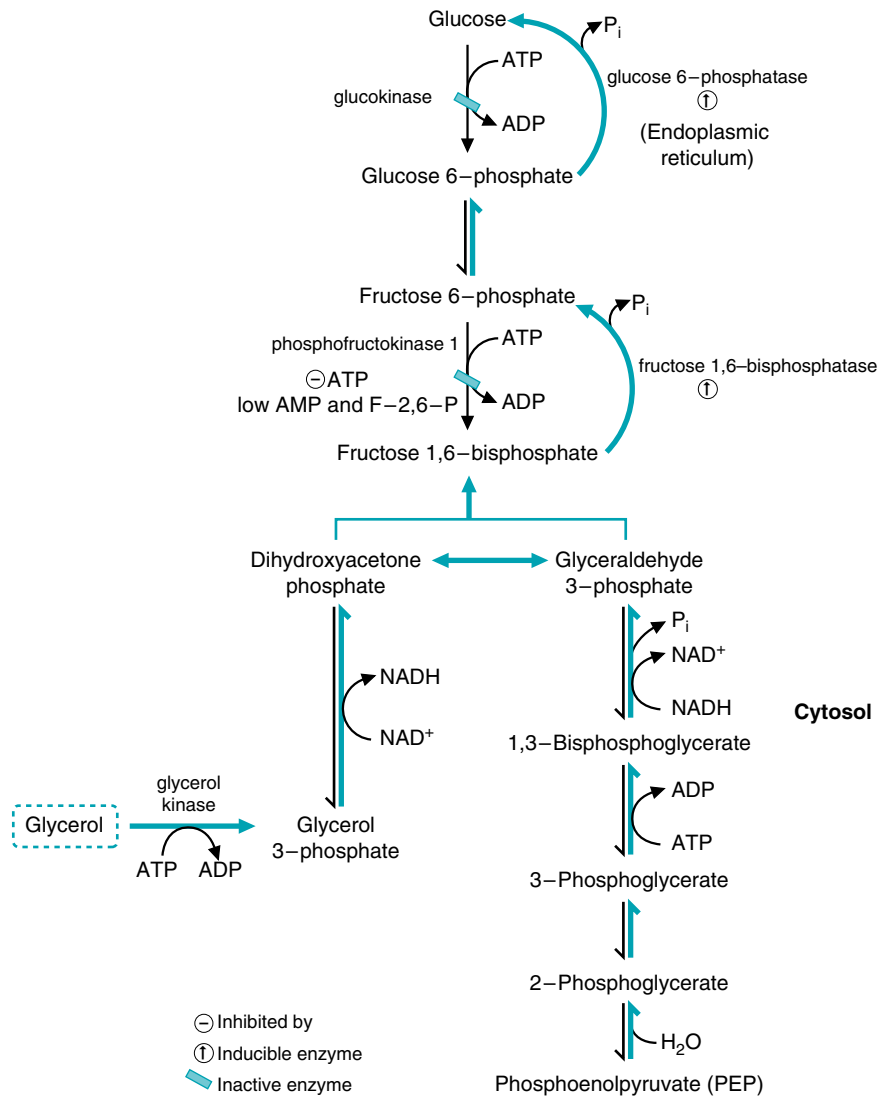 Glucose
Pi
ATP
glucokinase
glucose 6–phosphatase
↑
ADP
(Endoplasmic
reticulum)
Glucose 6–phosphate
Fructose 6–phosphate
Pi
phosphofructokinase 1
ATP
fructose 1,6–bisphosphatase
↑
− ATP
low AMP and F–2,6–P
ADP
Fructose 1,6–bisphosphate
Dihydroxyacetone
phosphate
Glyceraldehyde
3–phosphate
Pi
NADH
NAD+
NAD+
NADH
Cytosol
1,3–Bisphosphoglycerate
glycerol
kinase
Glycerol
ATP
ADP
Glycerol
3–phosphate
ADP
ATP
3–Phosphoglycerate
2–Phosphoglycerate
H2O
Phosphoenolpyruvate (PEP)
− Inhibited by
↑ Inducible enzyme
Inactive enzyme